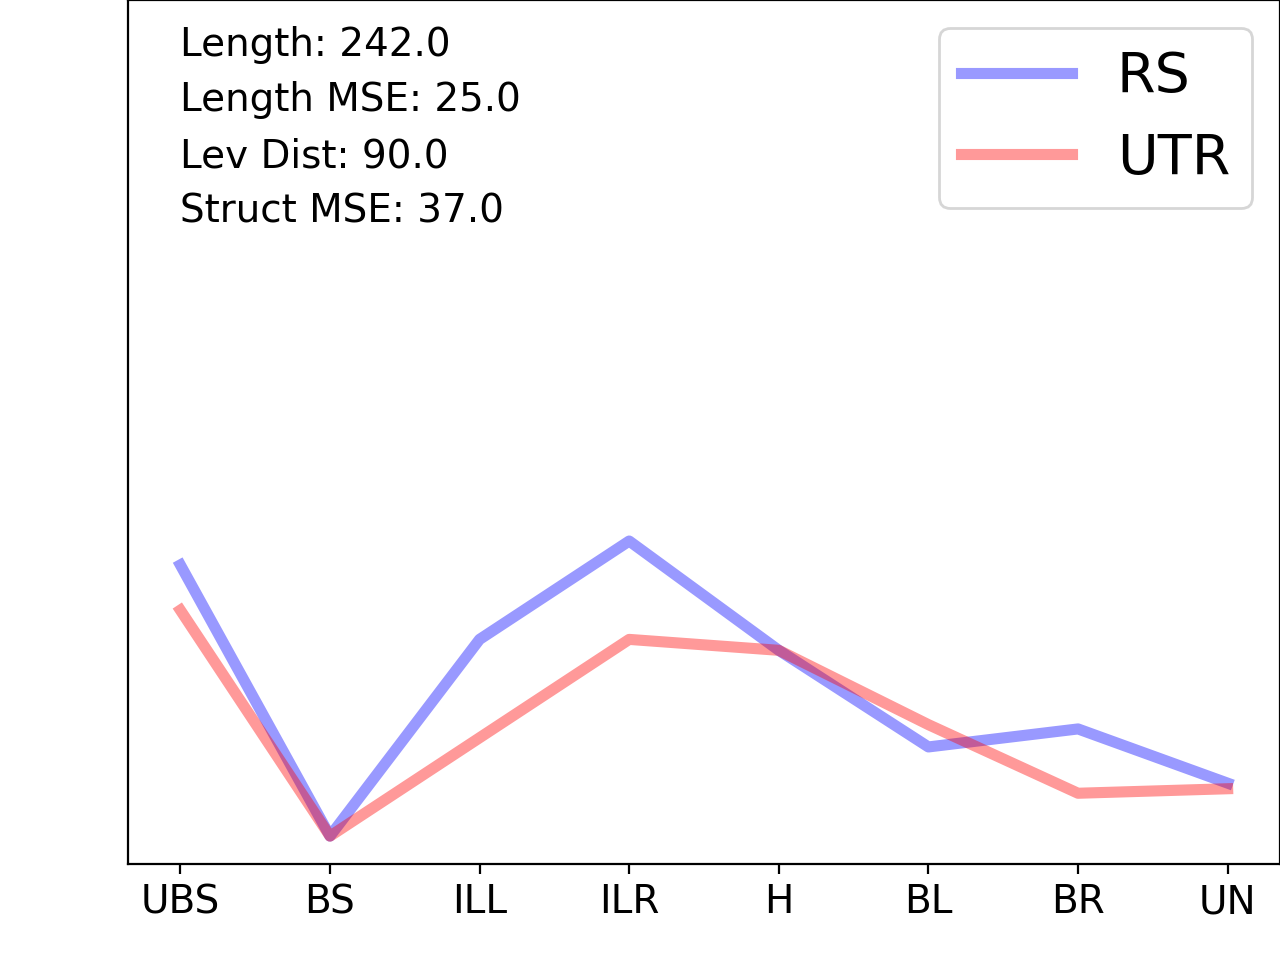 Length: 242.0
Length MSE: 25.0
Lev Dist: 90.0
Struct MSE: 37.0
RS
UTR
UBS BS ILL ILR H BL BR UN